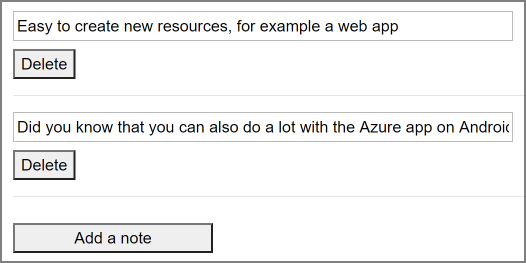 Easy to create new resources, for example a web app
Delete
Did you know that you can also do a lot with the Azure app on Android
Delete
Add a note